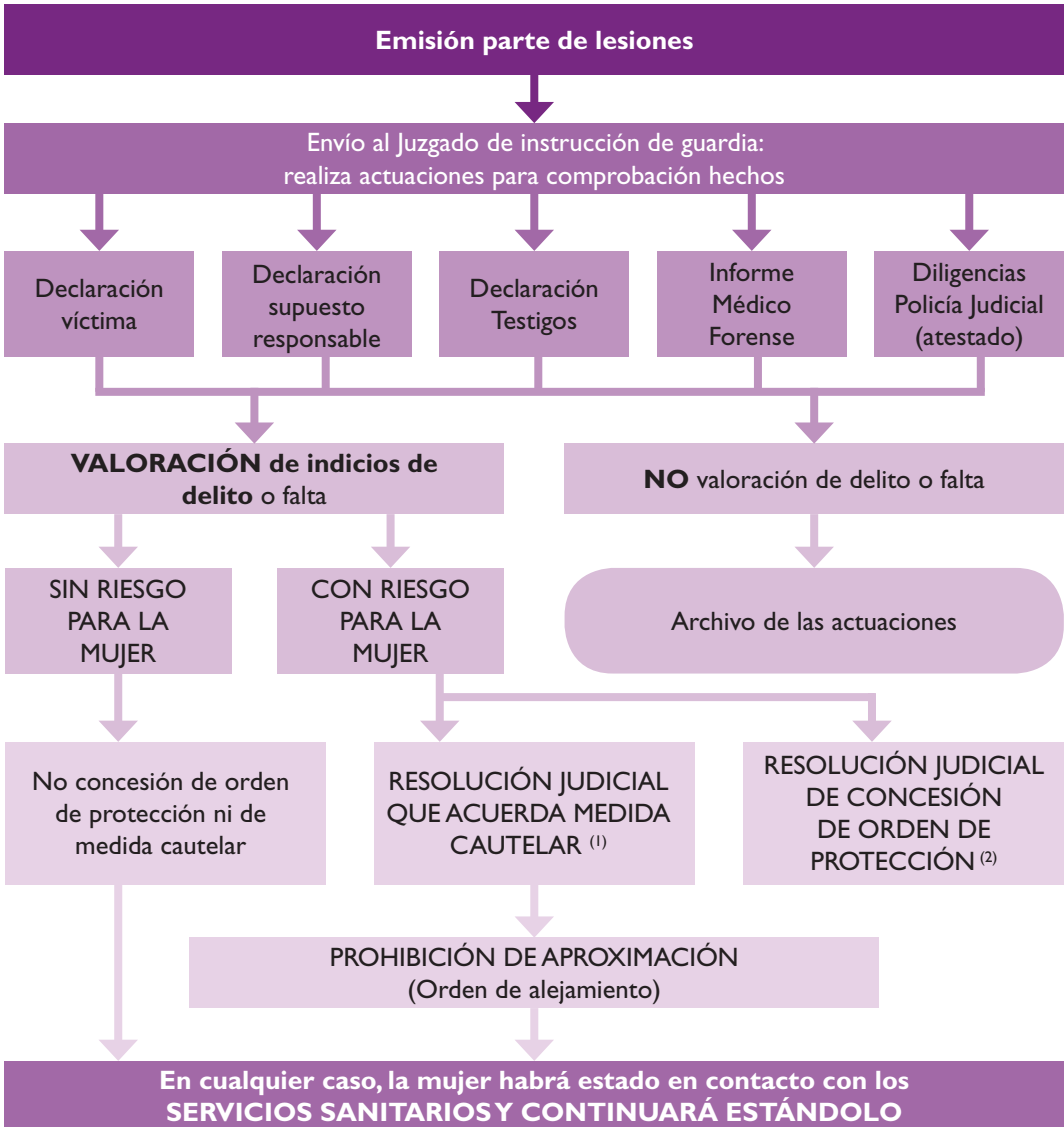 Emisión parte de lesiones
Envío al Juzgado de instrucción de guardia:
realiza actuaciones para comprobación hechos
Declaración
víctima
Declaración
supuesto
responsable
Declaración
Testigos
Informe
Médico
Forense
Diligencias
Policía Judicial
(atestado)
VALORACIÓN de indicios de
delito o falta
NO valoración de delito o falta
SIN RIESGO
PARA LA
MUJER
CON RIESGO
PARA LA
MUJER
Archivo de las actuaciones
No concesión de orden
de protección ni de
medida cautelar
RESOLUCIÓN JUDICIAL
QUE ACUERDA MEDIDA
CAUTELAR (1)
RESOLUCIÓN JUDICIAL
DE CONCESIÓN
DE ORDEN DE
PROTECCIÓN (2)
PROHIBICIÓN DE APROXIMACIÓN
(Orden de alejamiento)
En cualquier caso, la mujer habrá estado en contacto con los
SERVICIOS SANITARIOS Y CONTINUARÁ ESTÁNDOLO